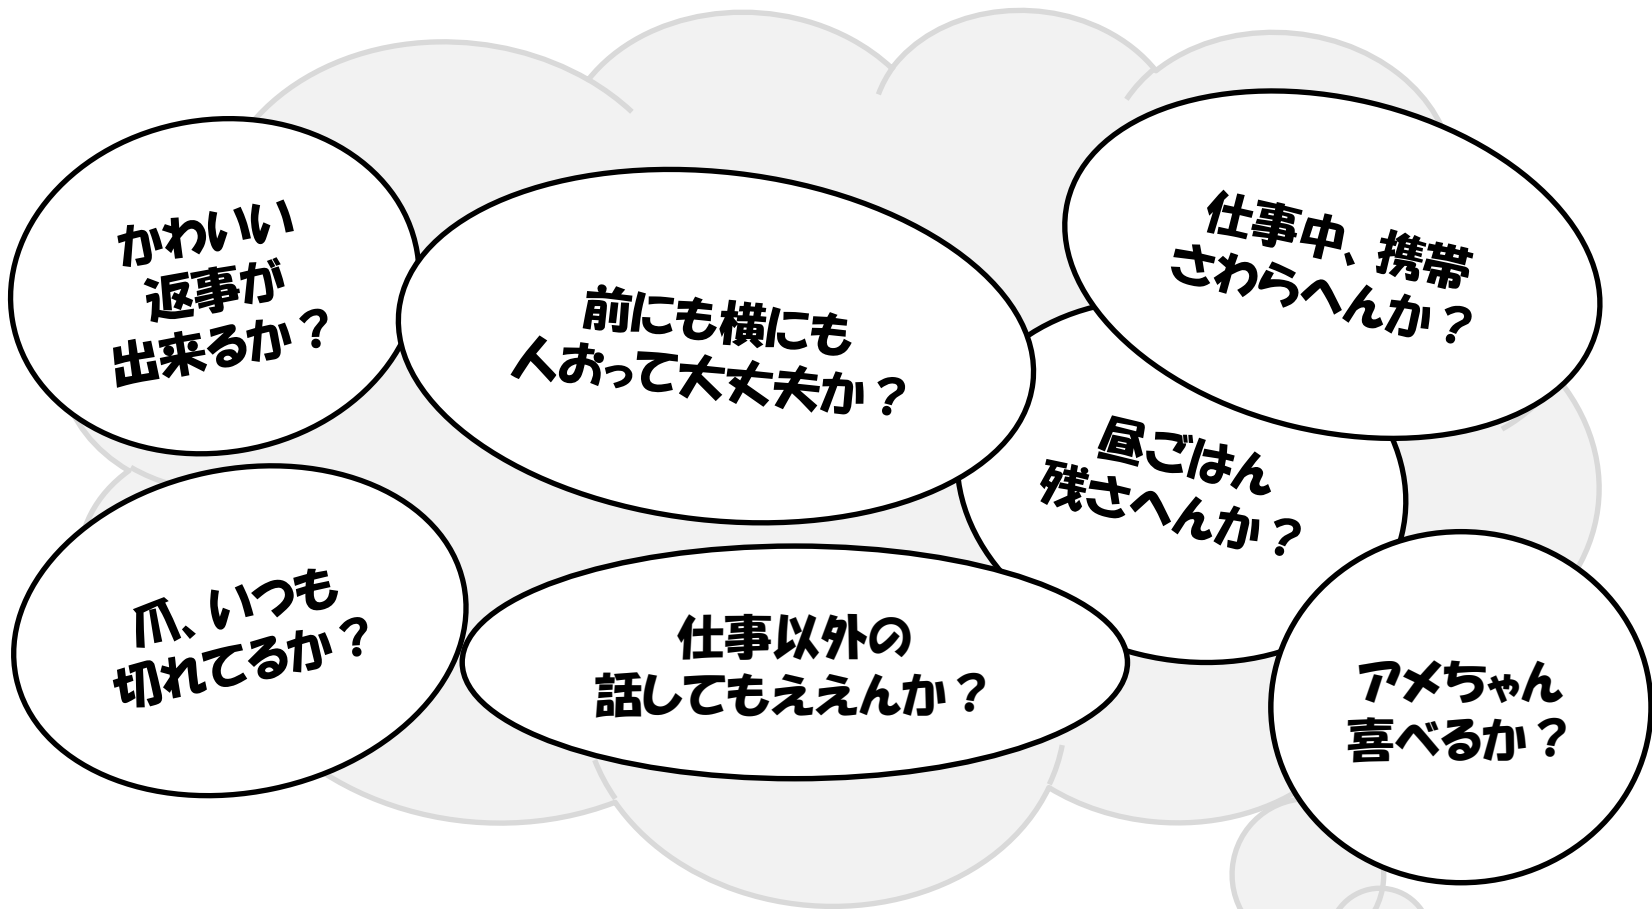 かわいい
返事が
出来るか？
前にも横にも
人おって大丈夫か？
仕事中、携帯
さわらへんか？
昼ごはん
残さへんか？
爪、いつも
切れてるか？
仕事以外の
話してもええんか？
アメちゃん
喜べるか？